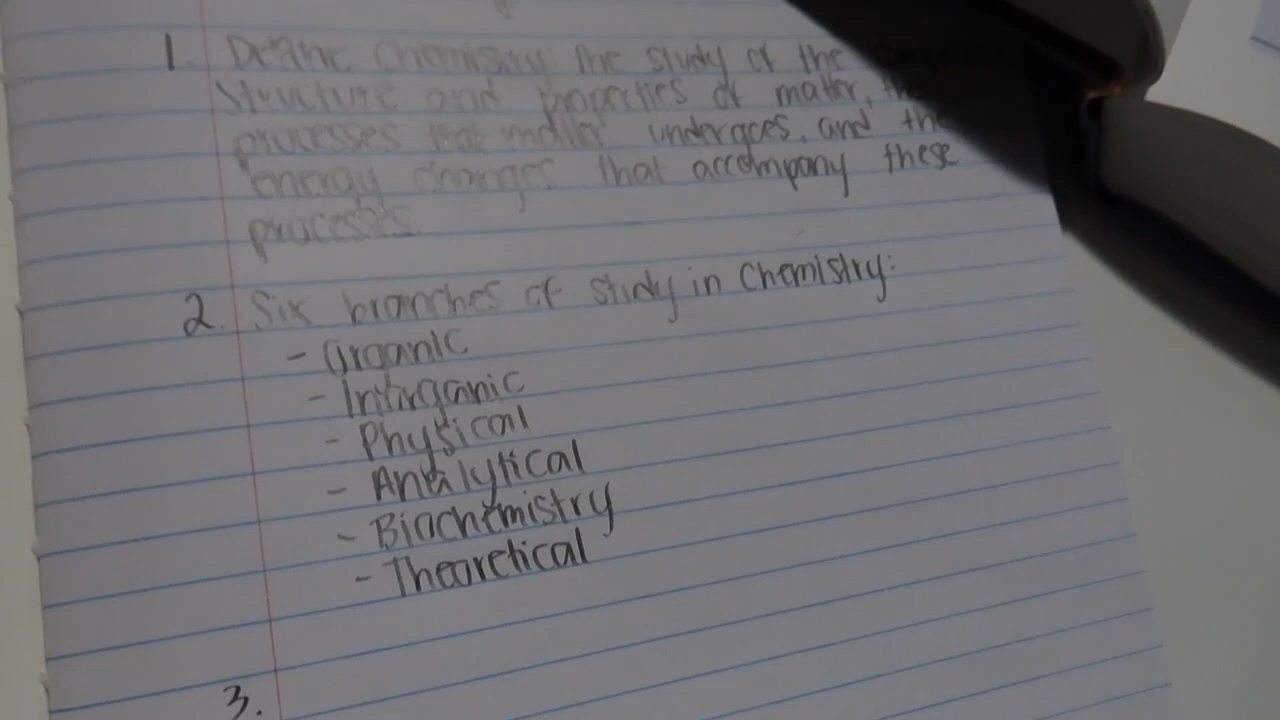 1. Define chemistry the study of the
Structure and properties of matter, the
processes that matter undergoes, and the
energy changes that accompany these
processes.
2. Six branches of study in Chemistry:
- Organic
- Inorganic
- Physical
- Analytical
- Biochemistry
- Theoretical
3.